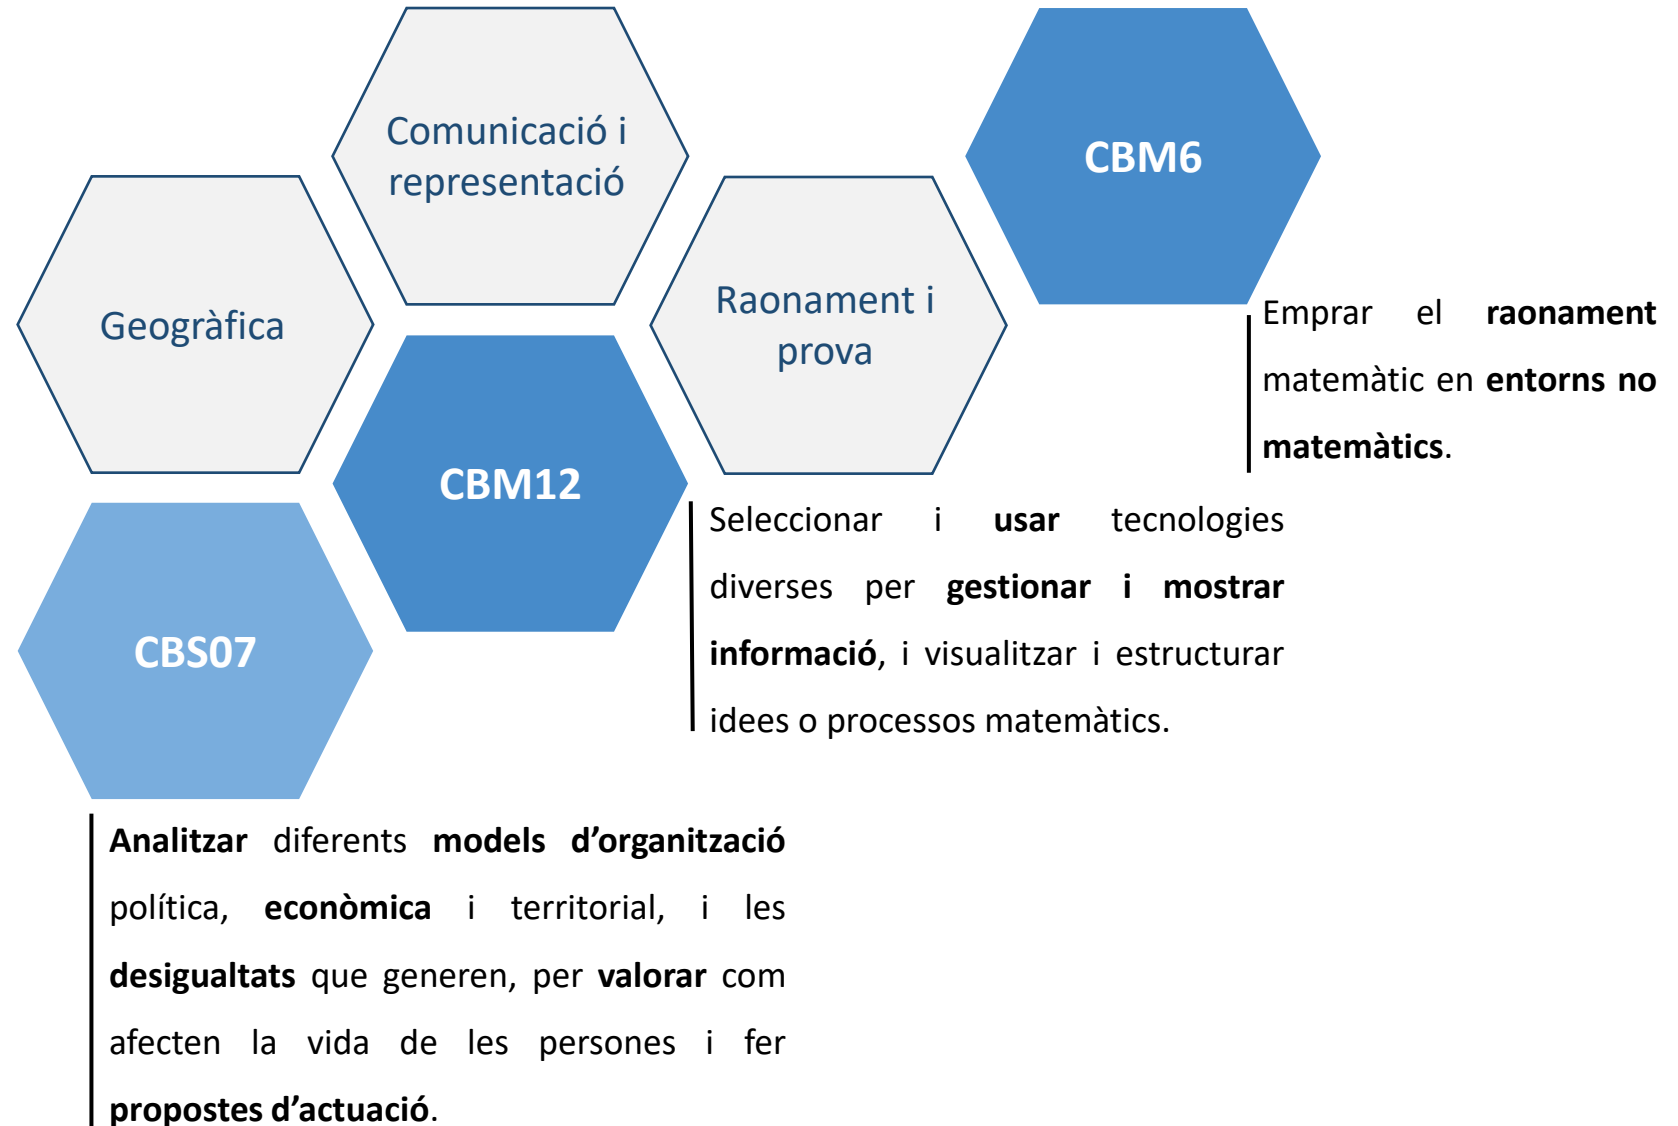 Comunicació i
representació
CBM6
Geogràfica
Raonament i
prova
Emprar el raonament
matemàtic en entorns no
matemàtics.
CBM12
Seleccionar i usar tecnologies
diverses per gestionar i mostrar
informació, i visualitzar i estructurar
idees o processos matemàtics.
CBS07
Analitzar diferents models d’organització
política, econòmica i territorial, i les
desigualtats que generen, per valorar com
afecten la vida de les persones i fer
propostes d’actuació.